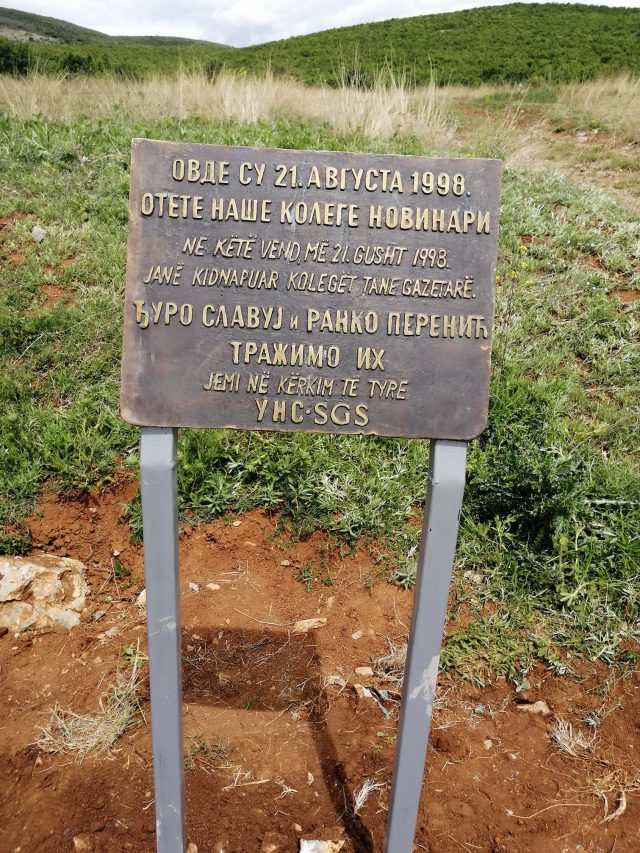 ОВДЕ СУ 21. АВГУСТА 1998.
ОТЕТЕ НАШЕ КОЛЕГЕ НОВИНАРИ
NE KËTË VEND MË 21. GUSHT 1998.
JANË KIDNAPUAR KOLEGËT TANË GAZETARË.
ЂУРО СЛАВУЈ и РАНКО ПЕРЕНИЋ
ТРАЖИМО ИХ
JEMI NË KËRKIM TË TYRE.
УНС·SGS